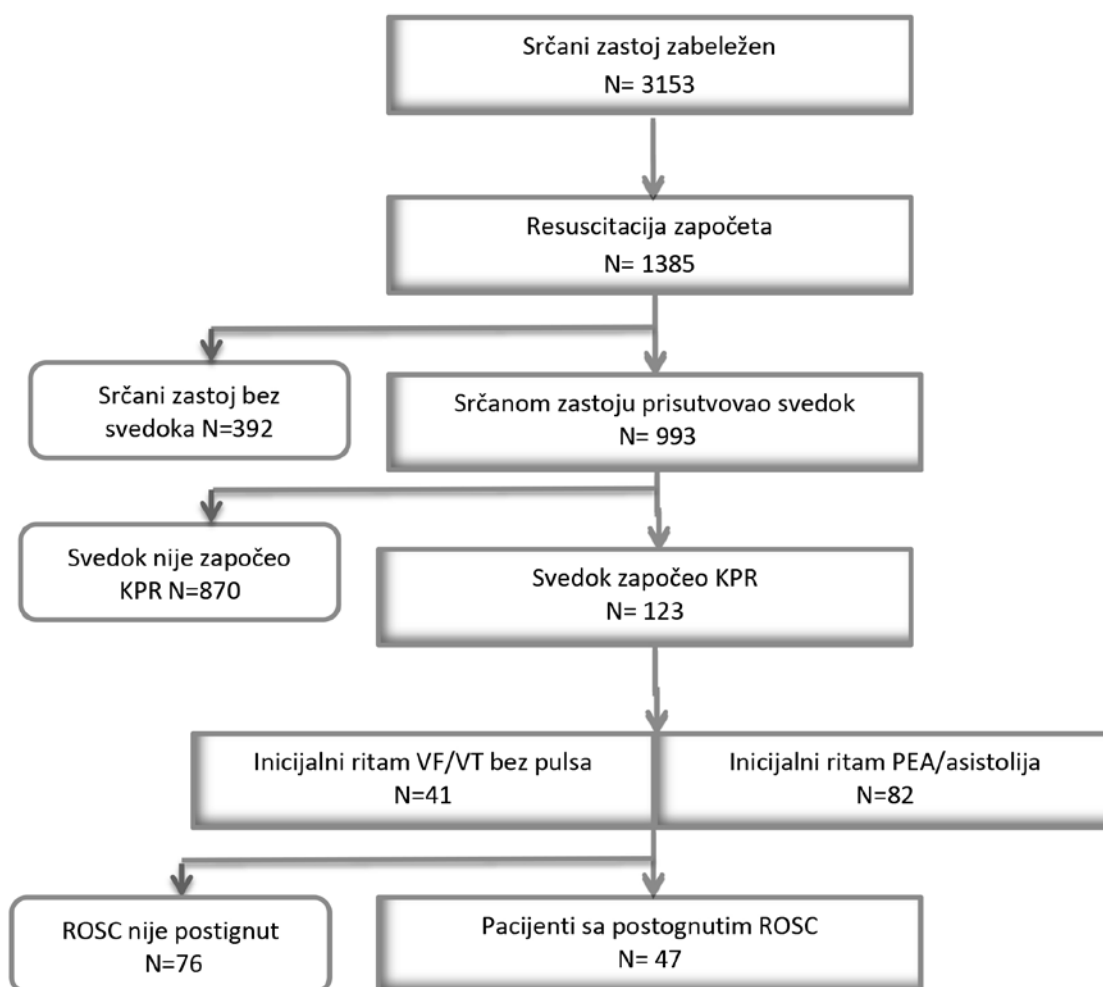 Srčani zastoj zabeležen
N= 3153
Resuscitacija započeta
N= 1385
Srčani zastoj bez
svedoka N=392
Srčanom zastoju prisutvovao svedok
N= 993
Svedok nije započeo
KPR N=870
Svedok započeo KPR
N= 123
Inicijalni ritam VF/VT bez pulsa
N=41
Inicijalni ritam PEA/asistolija
N=82
ROSC nije postignut
N=76
Pacijenti sa postognutim ROSC
N= 47